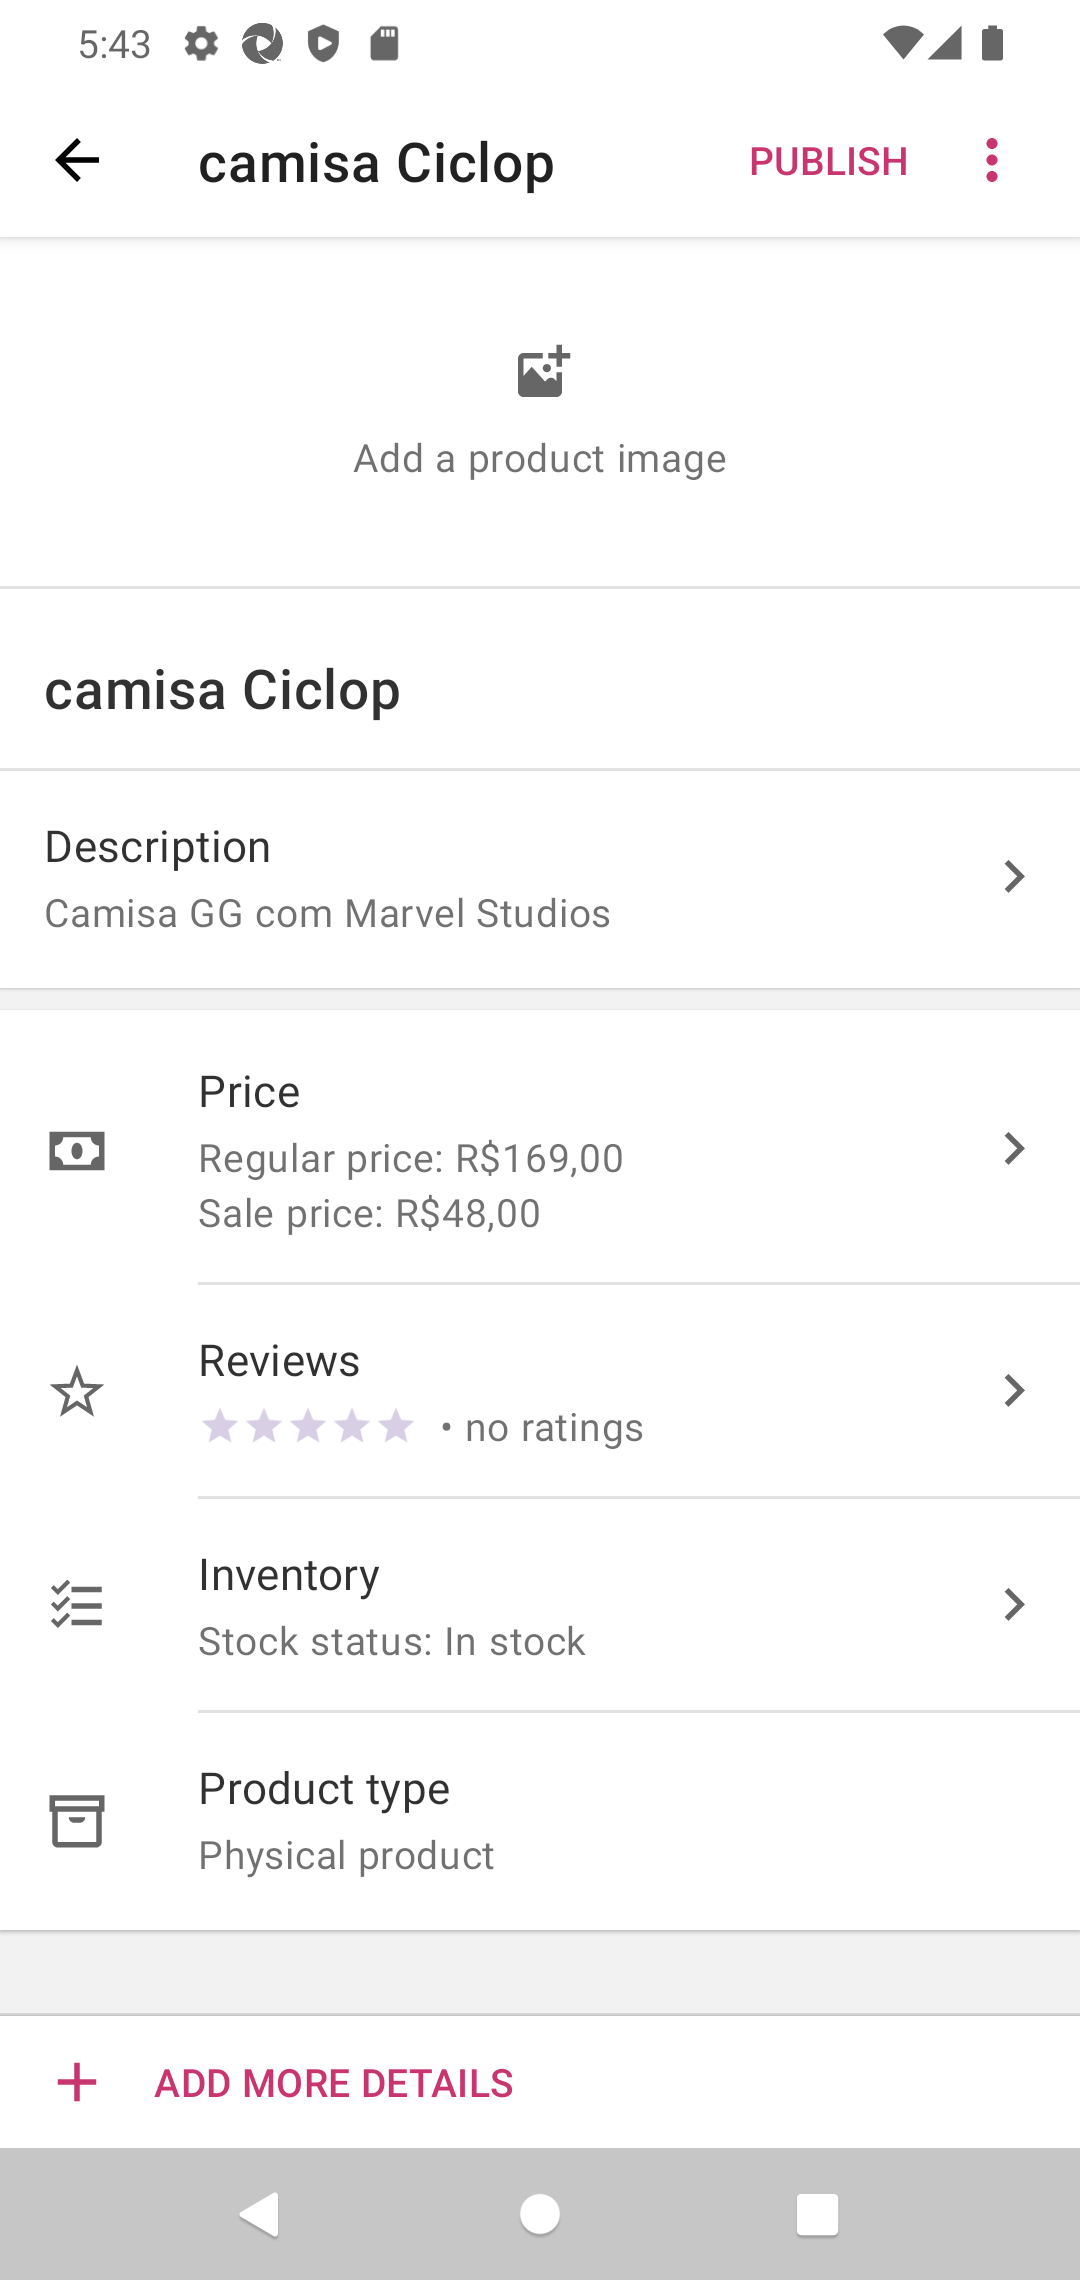 5:43
camisa Ciclop
PUBLISH
Add a product image
camisa Ciclop
Description
Camisa GG com Marvel Studios
Price
Regular price: R$169,00
Sale price: R$48,00
Reviews
• no ratings
Inventory
Stock status: In stock
Product type
Physical product
ADD MORE DETAILS